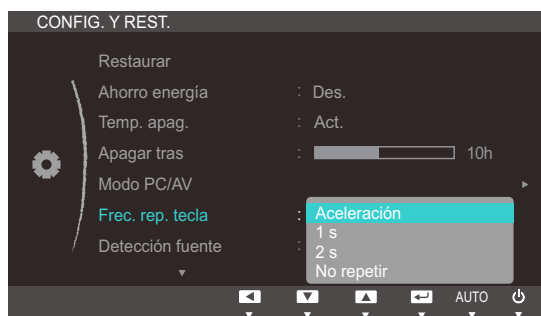 CONFIG. Y REST.
Restaurar
Ahorro energía : Des.
Temp. apag. : Act.
Apagar tras : 10h
Modo PC/AV
Frec. rep. tecla : Aceleración
1 s
2 s
No repetir
Detección fuente :
AUTO